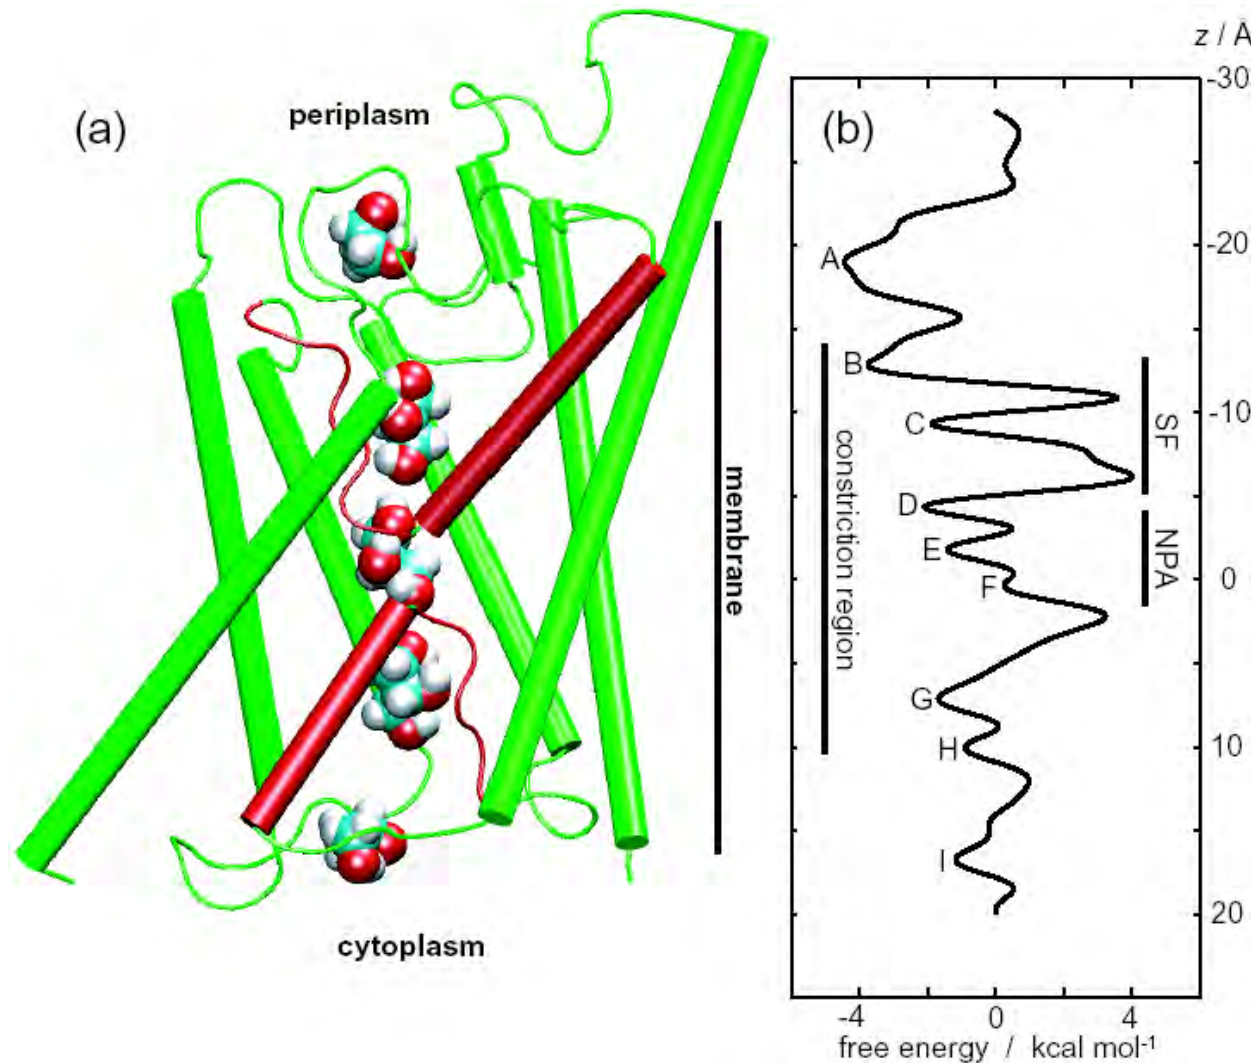 (a)
periplasm
membrane
cytoplasm
(b)
z / Å
-30
-20
-10
0
10
20
A
B
C
D
E
F
G
H
I
constriction region
SF
NPA
-4
0
4
free energy / kcal mol-1